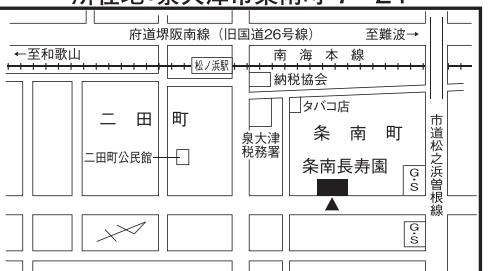 所在地:泉大津市条南町7-24
府道堺阪南線（旧国道26号線）
至難波→
←至和歌山
南海本線
松ノ浜駅
納税協会
タバコ店
二田町
泉大津
税務署
条南町
市道松之浜曽根線
二田町公民館
条南長寿園
G・S
G・S